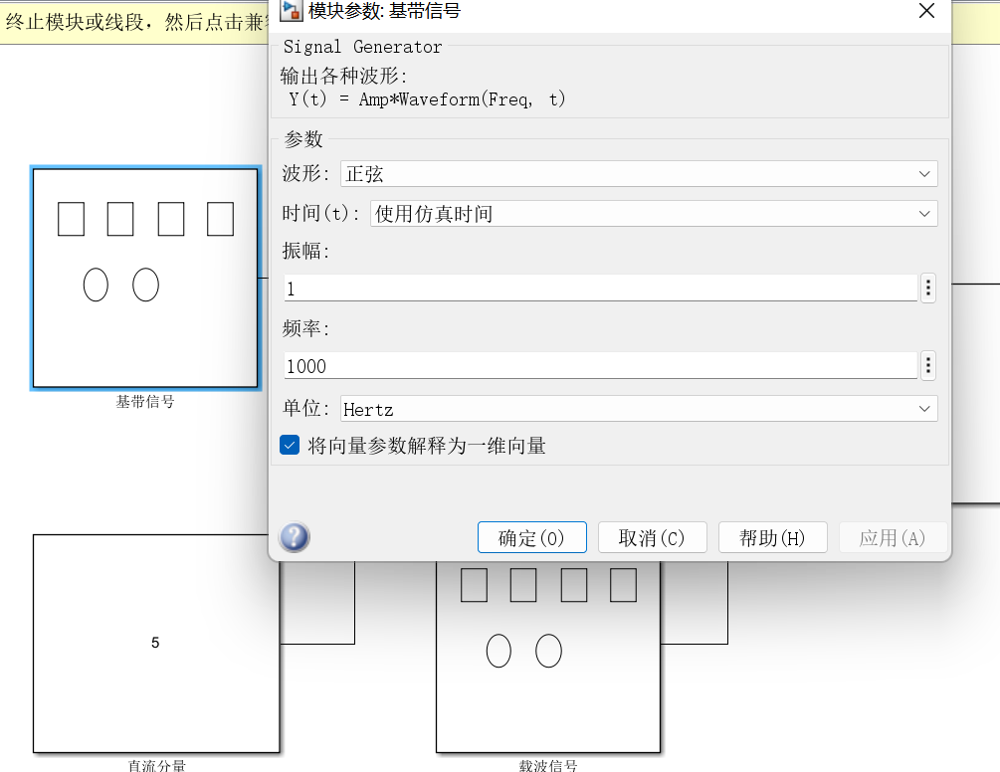 模块参数: 基带信号
终止模块或线段，然后点击兼
Signal Generator
输出各种波形:
Y(t) = Amp*Waveform(Freq, t)
参数
波形: 正弦
时间(t): 使用仿真时间
振幅:
1
频率:
1000
单位: Hertz
将向量参数解释为一维向量
基带信号
确定(O) 取消(C) 帮助(H) 应用(A)
5
直流分量
载波信号